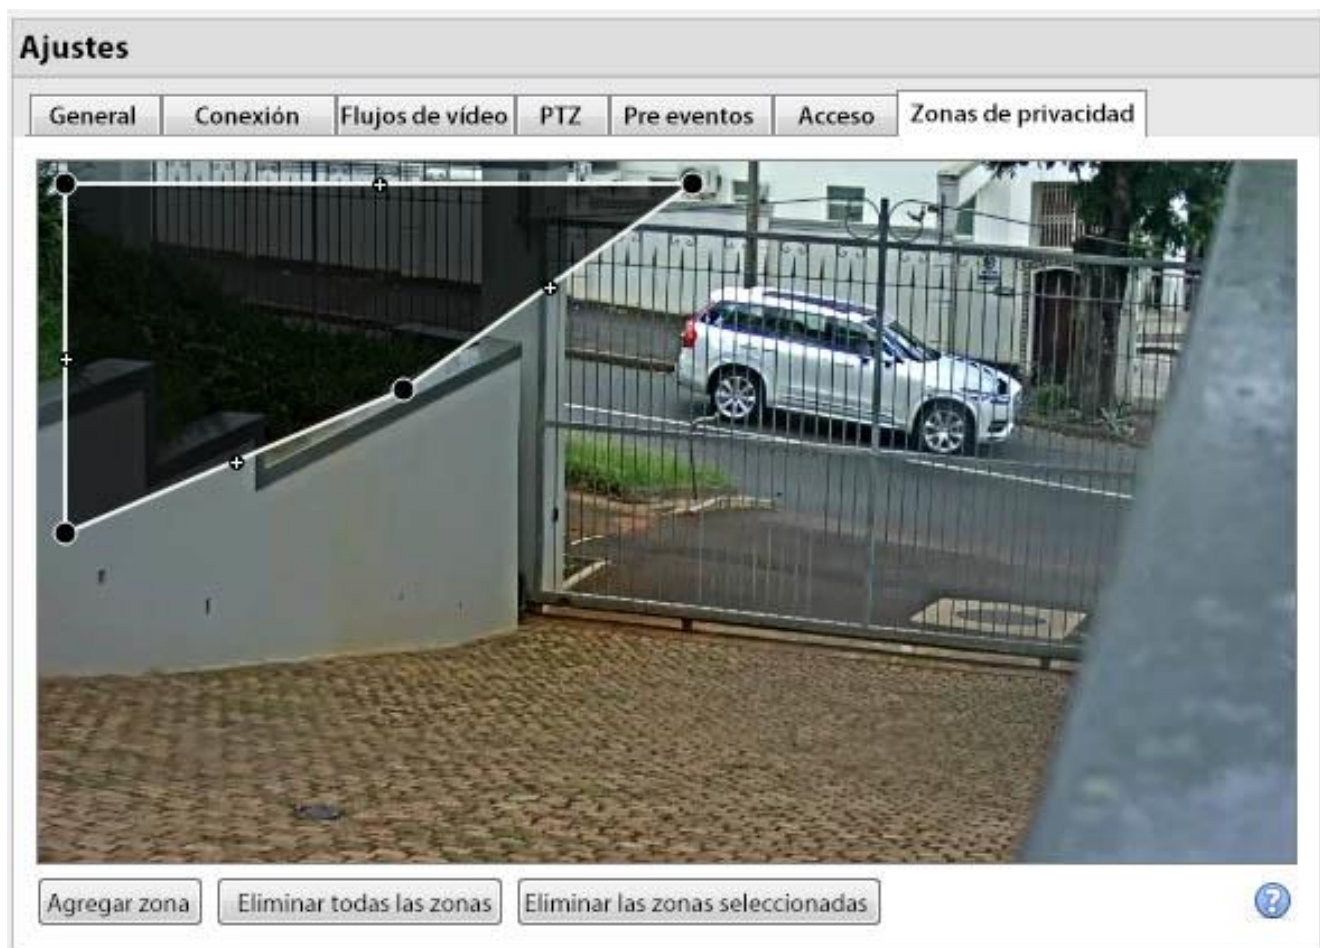 Ajustes
General Conexión Flujos de vídeo PTZ Pre eventos Acceso Zonas de privacidad
Agregar zona Eliminar todas las zonas Eliminar las zonas seleccionadas ?